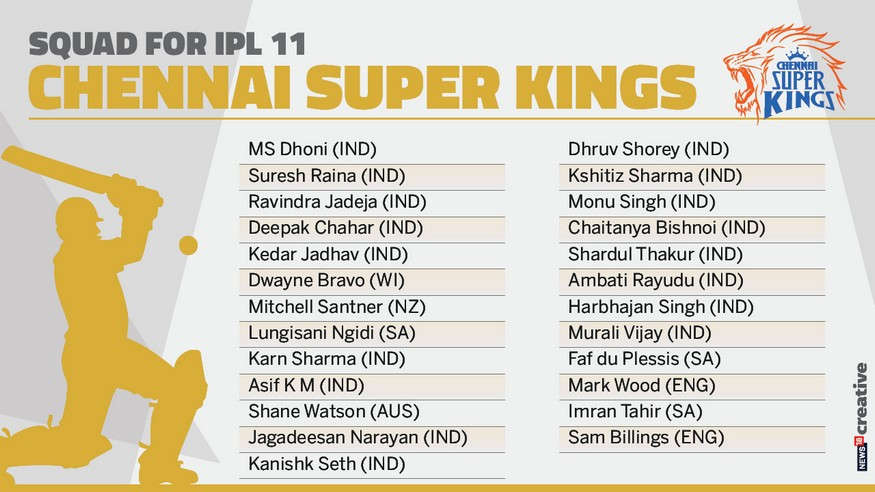 SQUAD FOR IPL 11
CHENNAI SUPER KINGS
CHENNAI
SUPER
KINGS
MS Dhoni (IND)
Suresh Raina (IND)
Ravindra Jadeja (IND)
Deepak Chahar (IND)
Kedar Jadhav (IND)
Dwayne Bravo (WI)
Mitchell Santner (NZ)
Lungisani Ngidi (SA)
Karn Sharma (IND)
Asif K M (IND)
Shane Watson (AUS)
Jagadeesan Narayan (IND)
Kanishk Seth (IND)
Dhruv Shorey (IND)
Kshitiz Sharma (IND)
Monu Singh (IND)
Chaitanya Bishnoi (IND)
Shardul Thakur (IND)
Ambati Rayudu (IND)
Harbhajan Singh (IND)
Murali Vijay (IND)
Faf du Plessis (SA)
Mark Wood (ENG)
Imran Tahir (SA)
Sam Billings (ENG)
NEWS18 creative